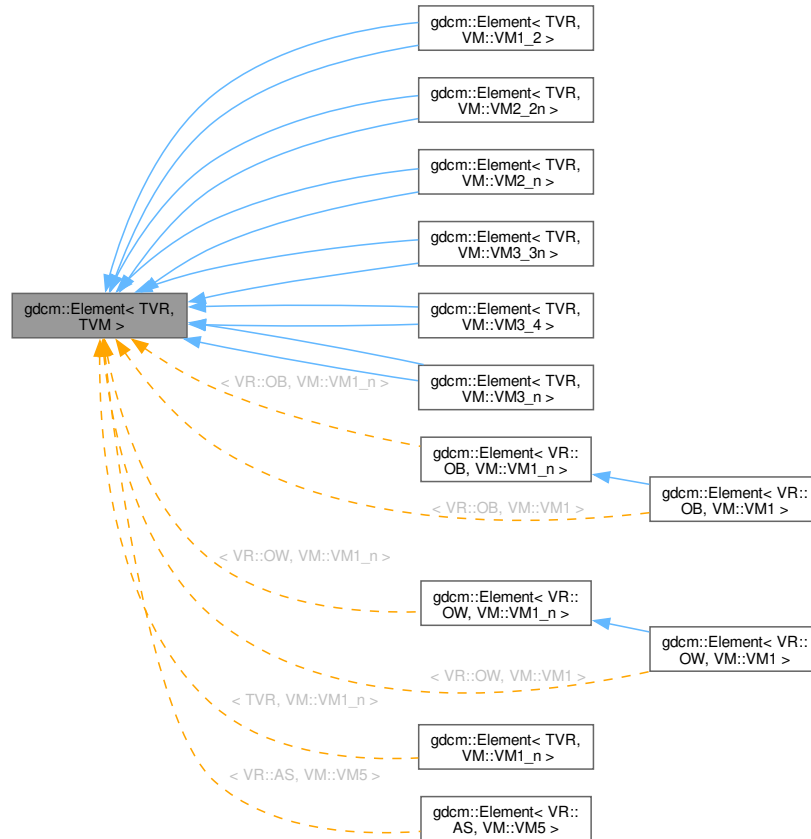 gdcm::Element< TVR,
VM::VM1_2 >
gdcm::Element< TVR,
VM::VM2_2n >
gdcm::Element< TVR,
VM::VM2_n >
gdcm::Element< TVR,
VM::VM3_3n >
gdcm::Element< TVR,
TVM >
gdcm::Element< TVR,
VM::VM3_4 >
gdcm::Element< TVR,
VM::VM3_n >
< VR::OB, VM::VM1_n >
gdcm::Element< VR::
OB, VM::VM1_n >
gdcm::Element< VR::
OB, VM::VM1 >
< VR::OB, VM::VM1 >
< VR::OW, VM::VM1_n >
gdcm::Element< VR::
OW, VM::VM1_n >
gdcm::Element< VR::
OW, VM::VM1 >
< VR::OW, VM::VM1 >
< TVR, VM::VM1_n >
gdcm::Element< TVR,
VM::VM1_n >
< VR::AS, VM::VM5 >
gdcm::Element< VR::
AS, VM::VM5 >